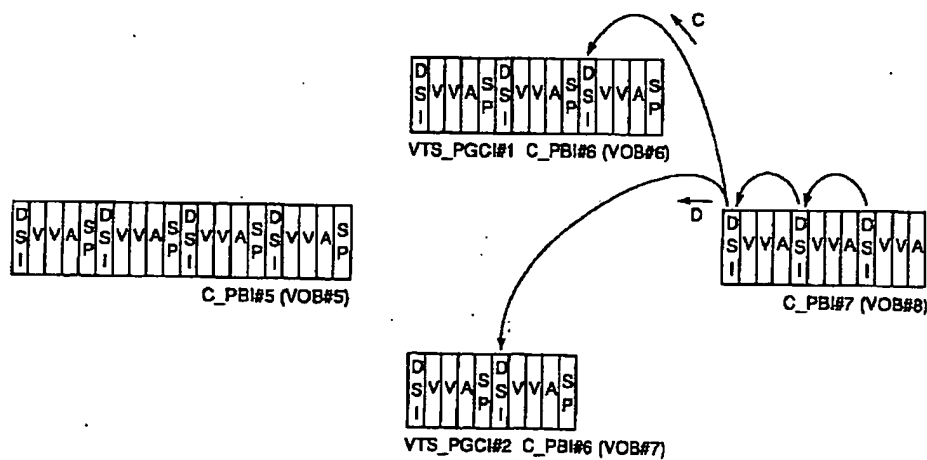 C
DSI V V A SP DSI V V A SP DSI V V A SP
VTS_PGCI#1 C_PBI#6 (VOB#6)
D
DSI V V A SP DSI V V A SP DSI V V A SP DSI V V A SP
C_PBI#5 (VOB#5)
DSI V V A DSI V V A DSI V V A
C_PBI#7 (VOB#8)
DSI V V A SP DSI V V A SP
VTS_PGCI#2 C_PBI#6 (VOB#7)